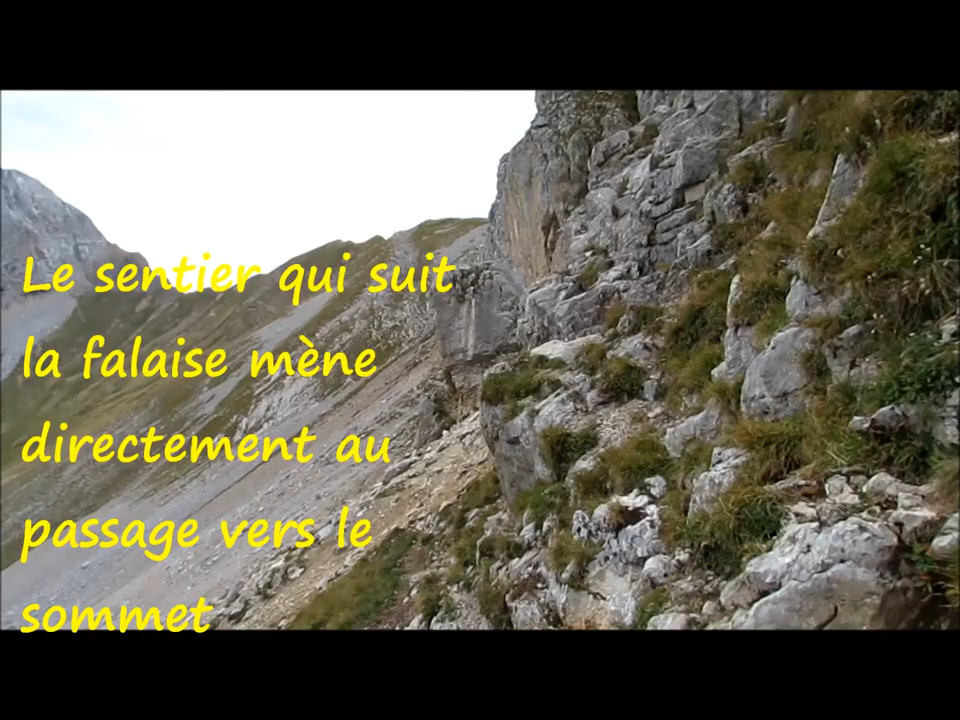 Le sentier qui suit
la falaise mène
directement au
passage vers le
sommet